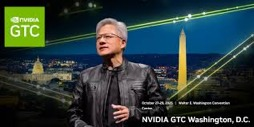 NVIDIA
GTC
October 27-29, 2025 | Walter E. Washington Convention
Center
NVIDIA GTC Washington, D.C.